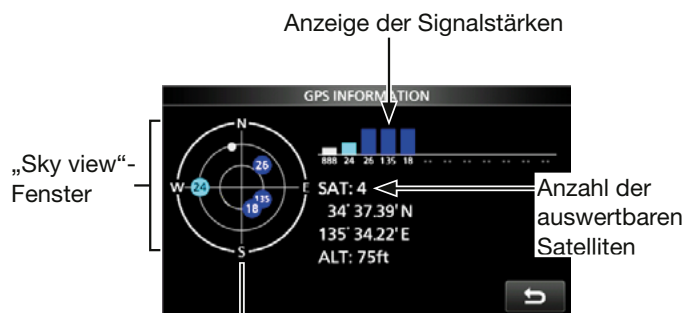 Anzeige der Signalstärken
GPS INFORMATION
„Sky view“-
Fenster
N
W
E
S
26
24
135
18
888 24 26 135 18 -- -- -- -- -- -- --
SAT: 4
34° 37.39' N
135° 34.22' E
ALT: 75ft
Anzahl der
auswertbaren
Satelliten